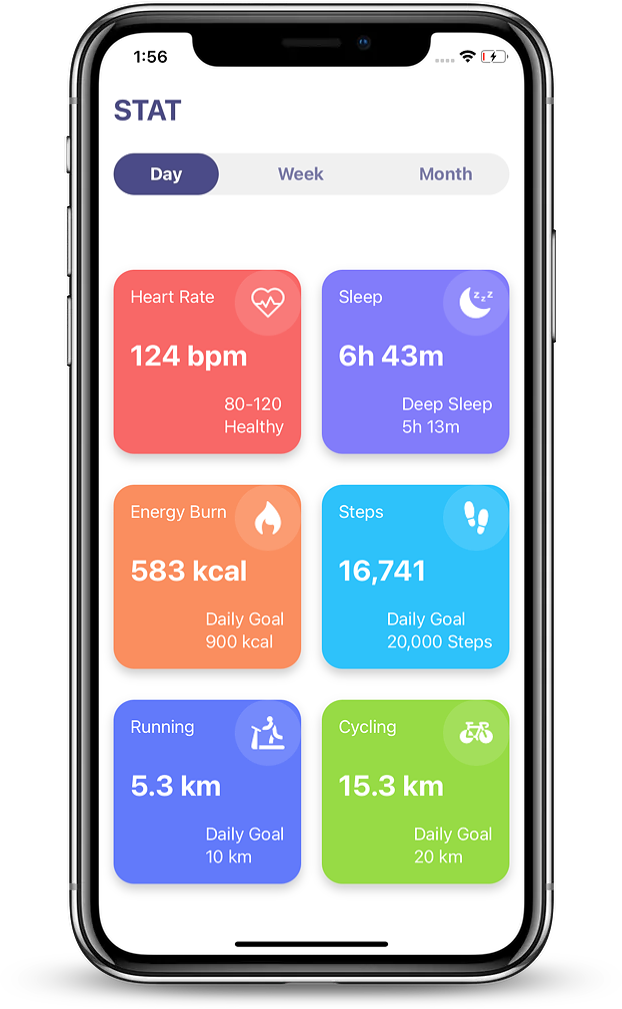 1:56
STAT
Day
Week
Month
Heart Rate
124 bpm
80-120
Healthy
Sleep
zzz
6h 43m
Deep Sleep
5h 13m
Energy Burn
583 kcal
Daily Goal
900 kcal
Steps
16,741
Daily Goal
20,000 Steps
Running
5.3 km
Daily Goal
10 km
Cycling
15.3 km
Daily Goal
20 km